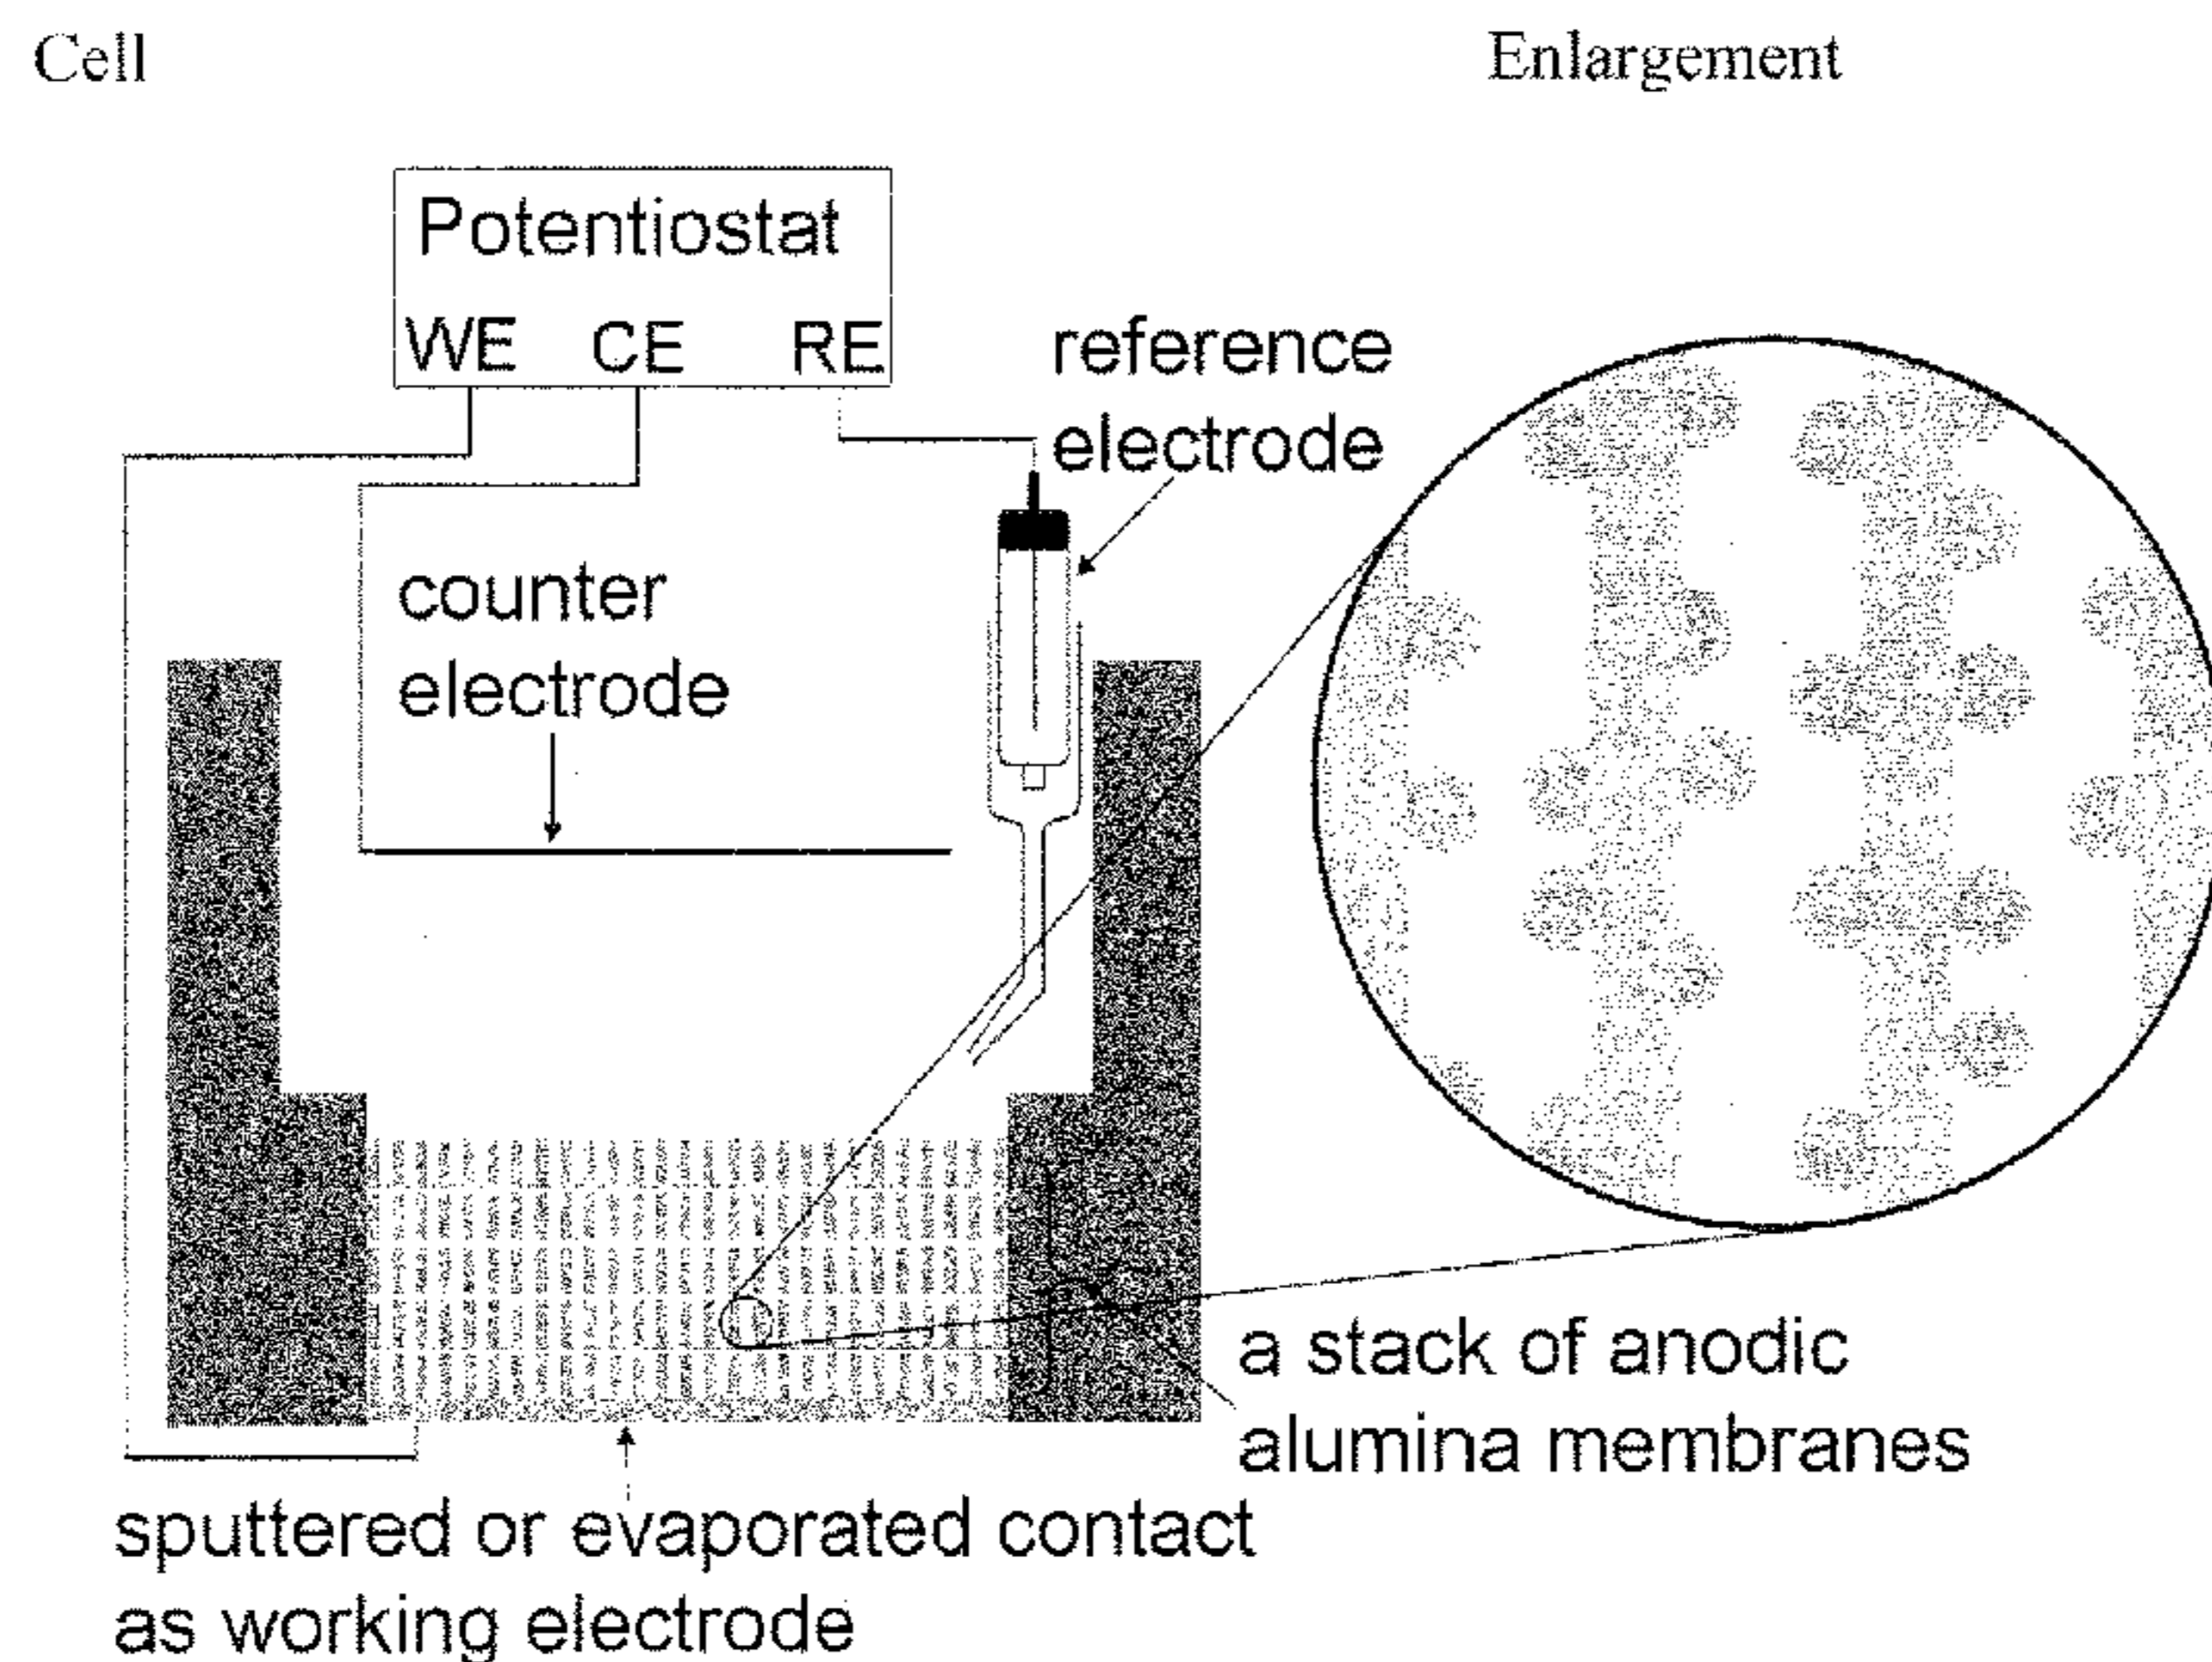 Cell
Enlargement
Potentiostat
WE CE RE
reference
electrode
counter
electrode
a stack of anodic
alumina membranes
sputtered or evaporated contact
as working electrode